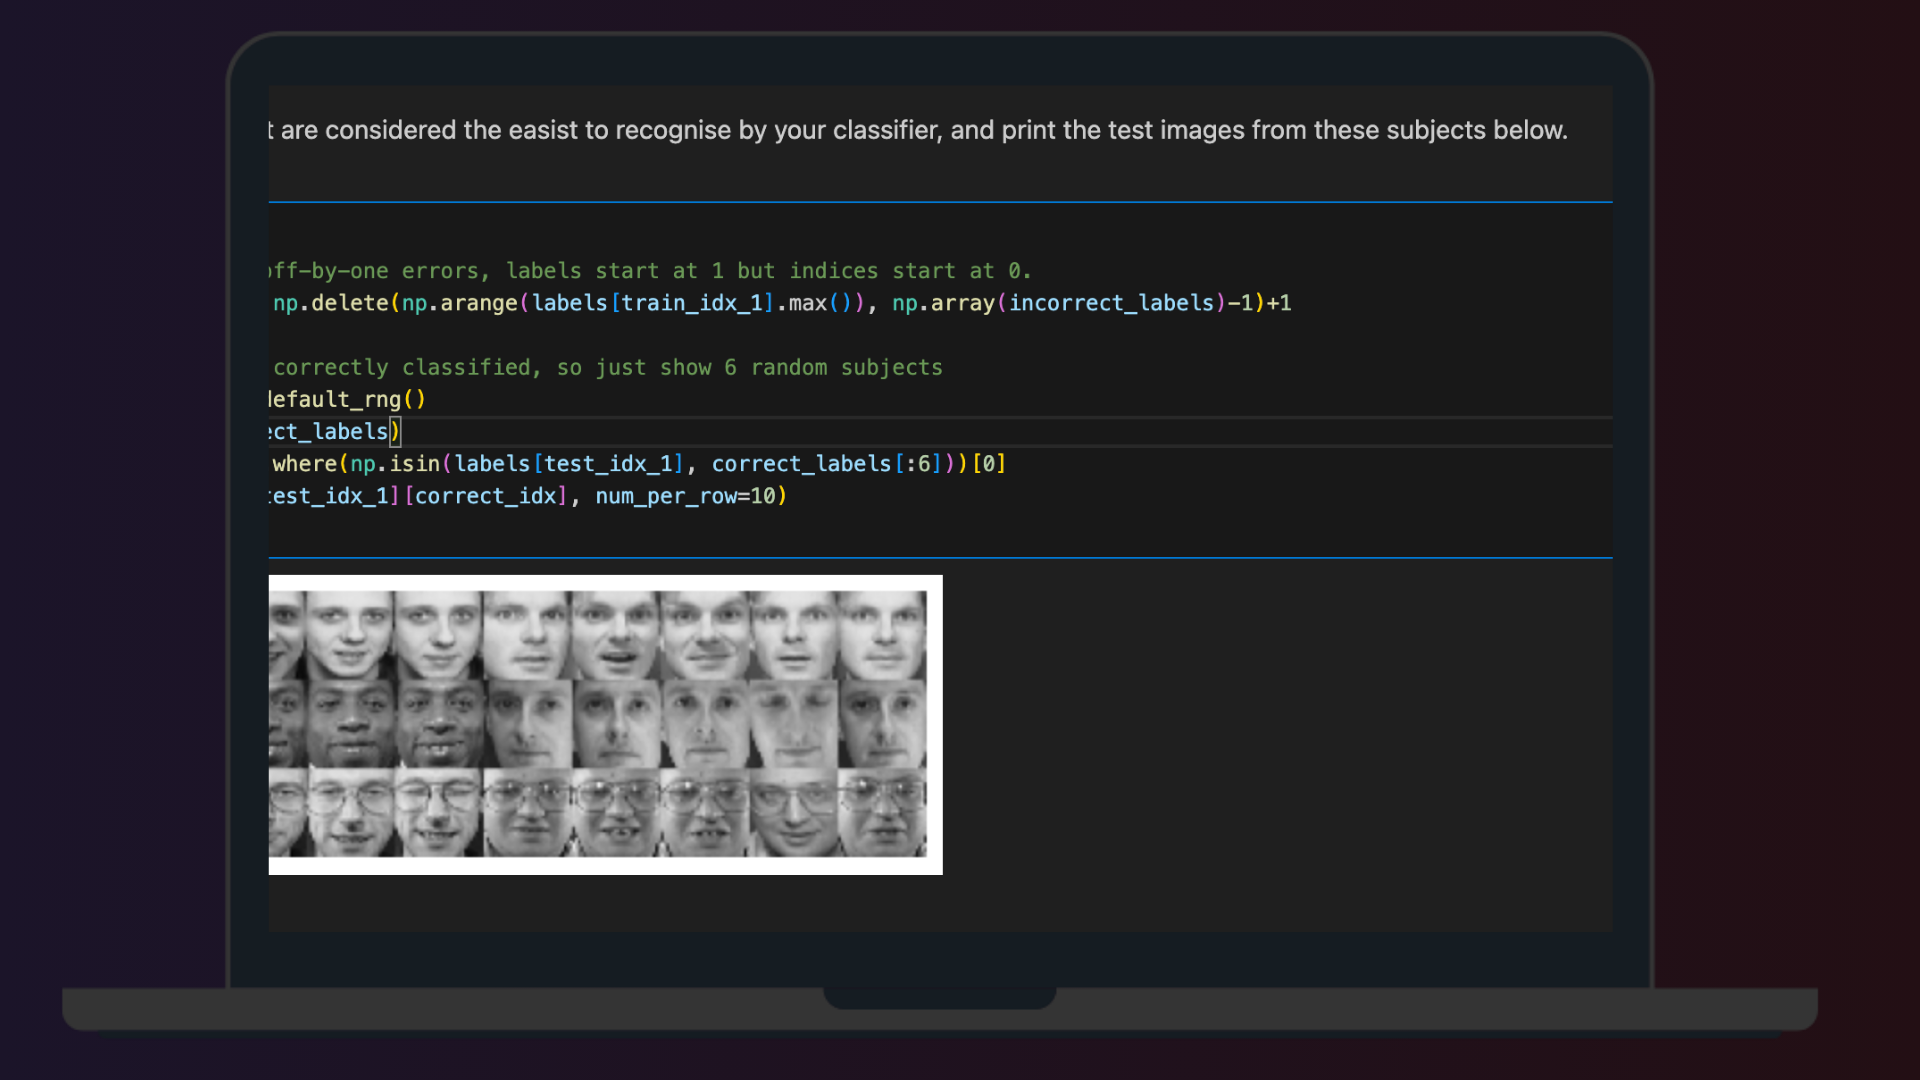 t are considered the easist to recognise by your classifier, and print the test images from these subjects below.
off-by-one errors, labels start at 1 but indices start at 0.
np.delete(np.arange(labels[train_idx_1].max()), np.array(incorrect_labels)-1)+1
correctly classified, so just show 6 random subjects
default_rng()
ect_labels)
where(np.isin(labels[test_idx_1], correct_labels[:6]))[0]
test_idx_1][correct_idx], num_per_row=10)